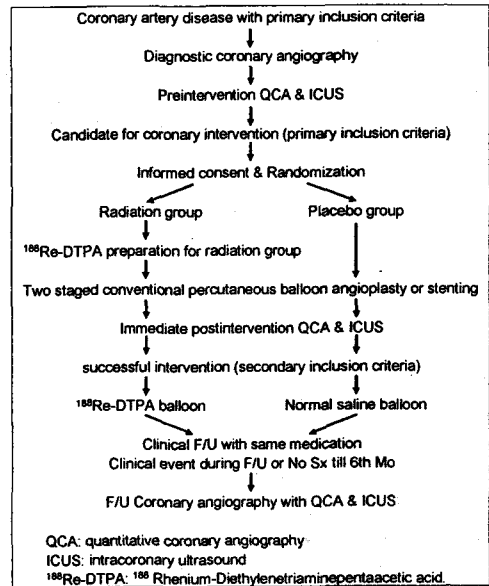 Coronary artery disease with primary inclusion criteria
Diagnostic coronary angiography
Preintervention QCA & ICUS
Candidate for coronary intervention (primary inclusion criteria)
Informed consent & Randomization
Radiation group Placebo group
¹⁸⁸Re-DTPA preparation for radiation group
Two staged conventional percutaneous balloon angioplasty or stenting
Immediate postintervention QCA & ICUS
successful intervention (secondary inclusion criteria)
¹⁸⁸Re-DTPA balloon Normal saline balloon
Clinical F/U with same medication
Clinical event during F/U or No Sx till 6th Mo
F/U Coronary angiography with QCA & ICUS
QCA: quantitative coronary angiography
ICUS: intracoronary ultrasound
¹⁸⁸Re-DTPA: ¹⁸⁸ Rhenium-Diethylenetriaminepentaacetic acid.